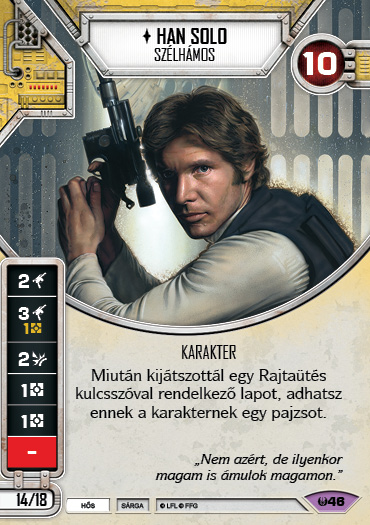 HAN SOLO
SZÉLHÁMOS
10
2
3
1
2
1
1
–
KARAKTER
Miután kijátszottál egy Rajtaütés
kulcsszóval rendelkező lapot, adhatsz
ennek a karakternek egy pajzsot.
„Nem azért, de ilyenkor
magam is ámulok magamon.”
14/18
HŐS
SÁRGA
© LFL © FFG
46